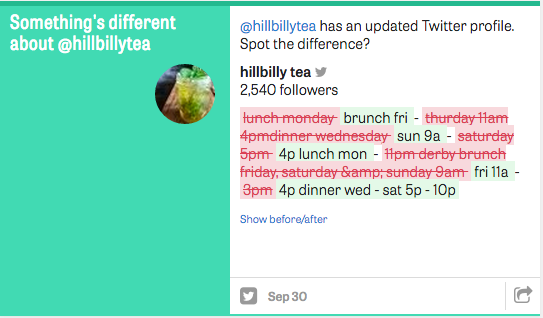 Something's different
about @hillbillytea
@hillbillytea has an updated Twitter profile.
Spot the difference?
hillbilly tea
2,540 followers
lunch monday brunch fri - thurday 11am
4pmdinner wednesday sun 9a - saturday
5pm 4p lunch mon - 11pm derby brunch
friday, saturday &amp; sunday 9am fri 11a -
3pm 4p dinner wed - sat 5p - 10p
Show before/after
Sep 30